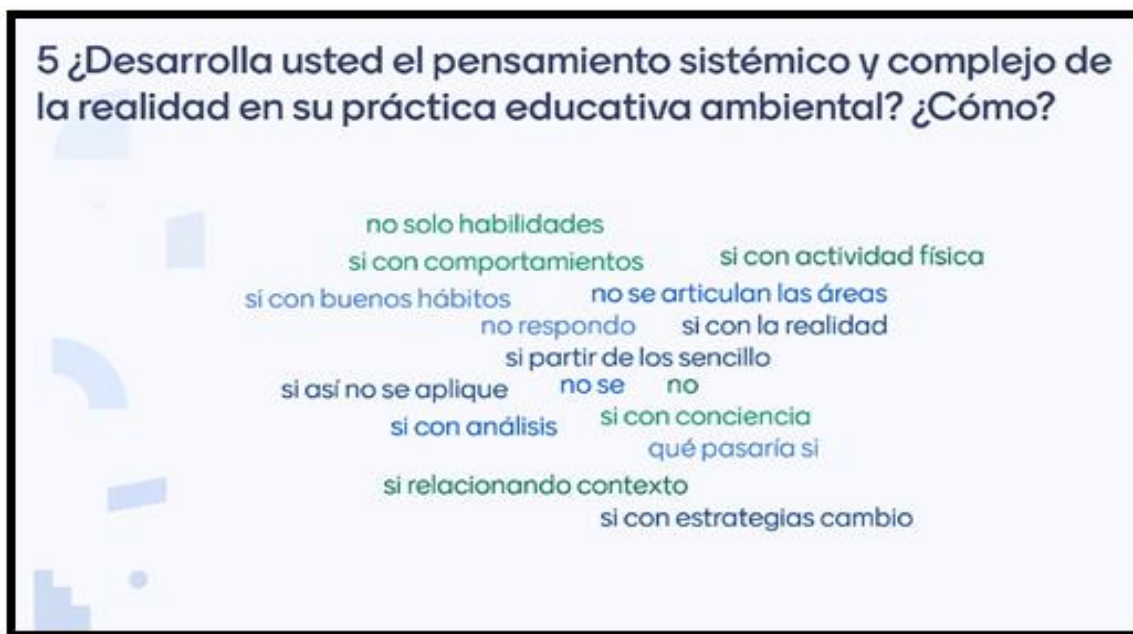 5 ¿Desarrolla usted el pensamiento sistémico y complejo de
la realidad en su práctica educativa ambiental? ¿Cómo?
no solo habilidades
si con comportamientos
si con actividad física
si con buenos hábitos
no se articulan las áreas
no respondo
si con la realidad
si partir de los sencillo
si así no se aplique
no se
no
si con análisis
si con conciencia
qué pasaría si
si relacionando contexto
si con estrategias cambio